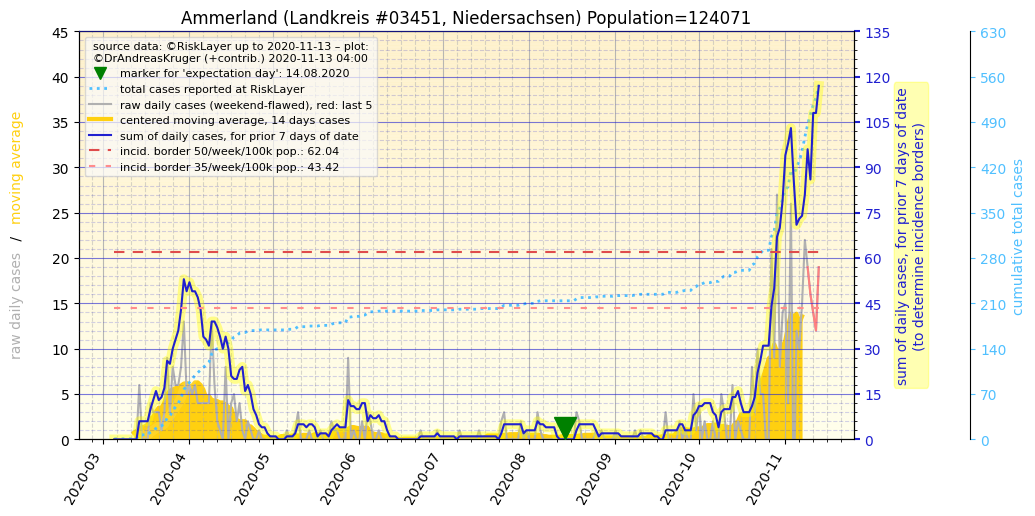 Ammerland (Landkreis #03451, Niedersachsen) Population=124071
source data: ©RiskLayer up to 2020-11-13 – plot:
©DrAndreasKruger (+contrib.) 2020-11-13 04:00
marker for 'expectation day': 14.08.2020
total cases reported at RiskLayer
raw daily cases (weekend-flawed), red: last 5
centered moving average, 14 days cases
sum of daily cases, for prior 7 days of date
incid. border 50/week/100k pop.: 62.04
incid. border 35/week/100k pop.: 43.42
raw daily cases / moving average
45
40
35
30
25
20
15
10
5
0
2020-03
2020-04
2020-05
2020-06
2020-07
2020-08
2020-09
2020-10
2020-11
135
120
105
90
75
60
45
30
15
0
sum of daily cases, for prior 7 days of date
(to determine incidence borders)
630
560
490
420
350
280
210
140
70
0
cumulative total cases